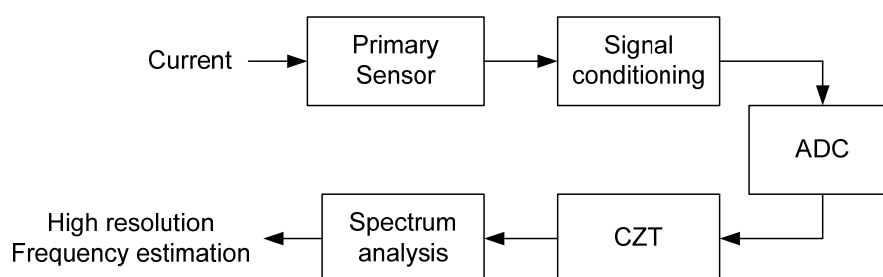 Current
Primary
Sensor
Signal
conditioning
ADC
CZT
Spectrum
analysis
High resolution
Frequency estimation